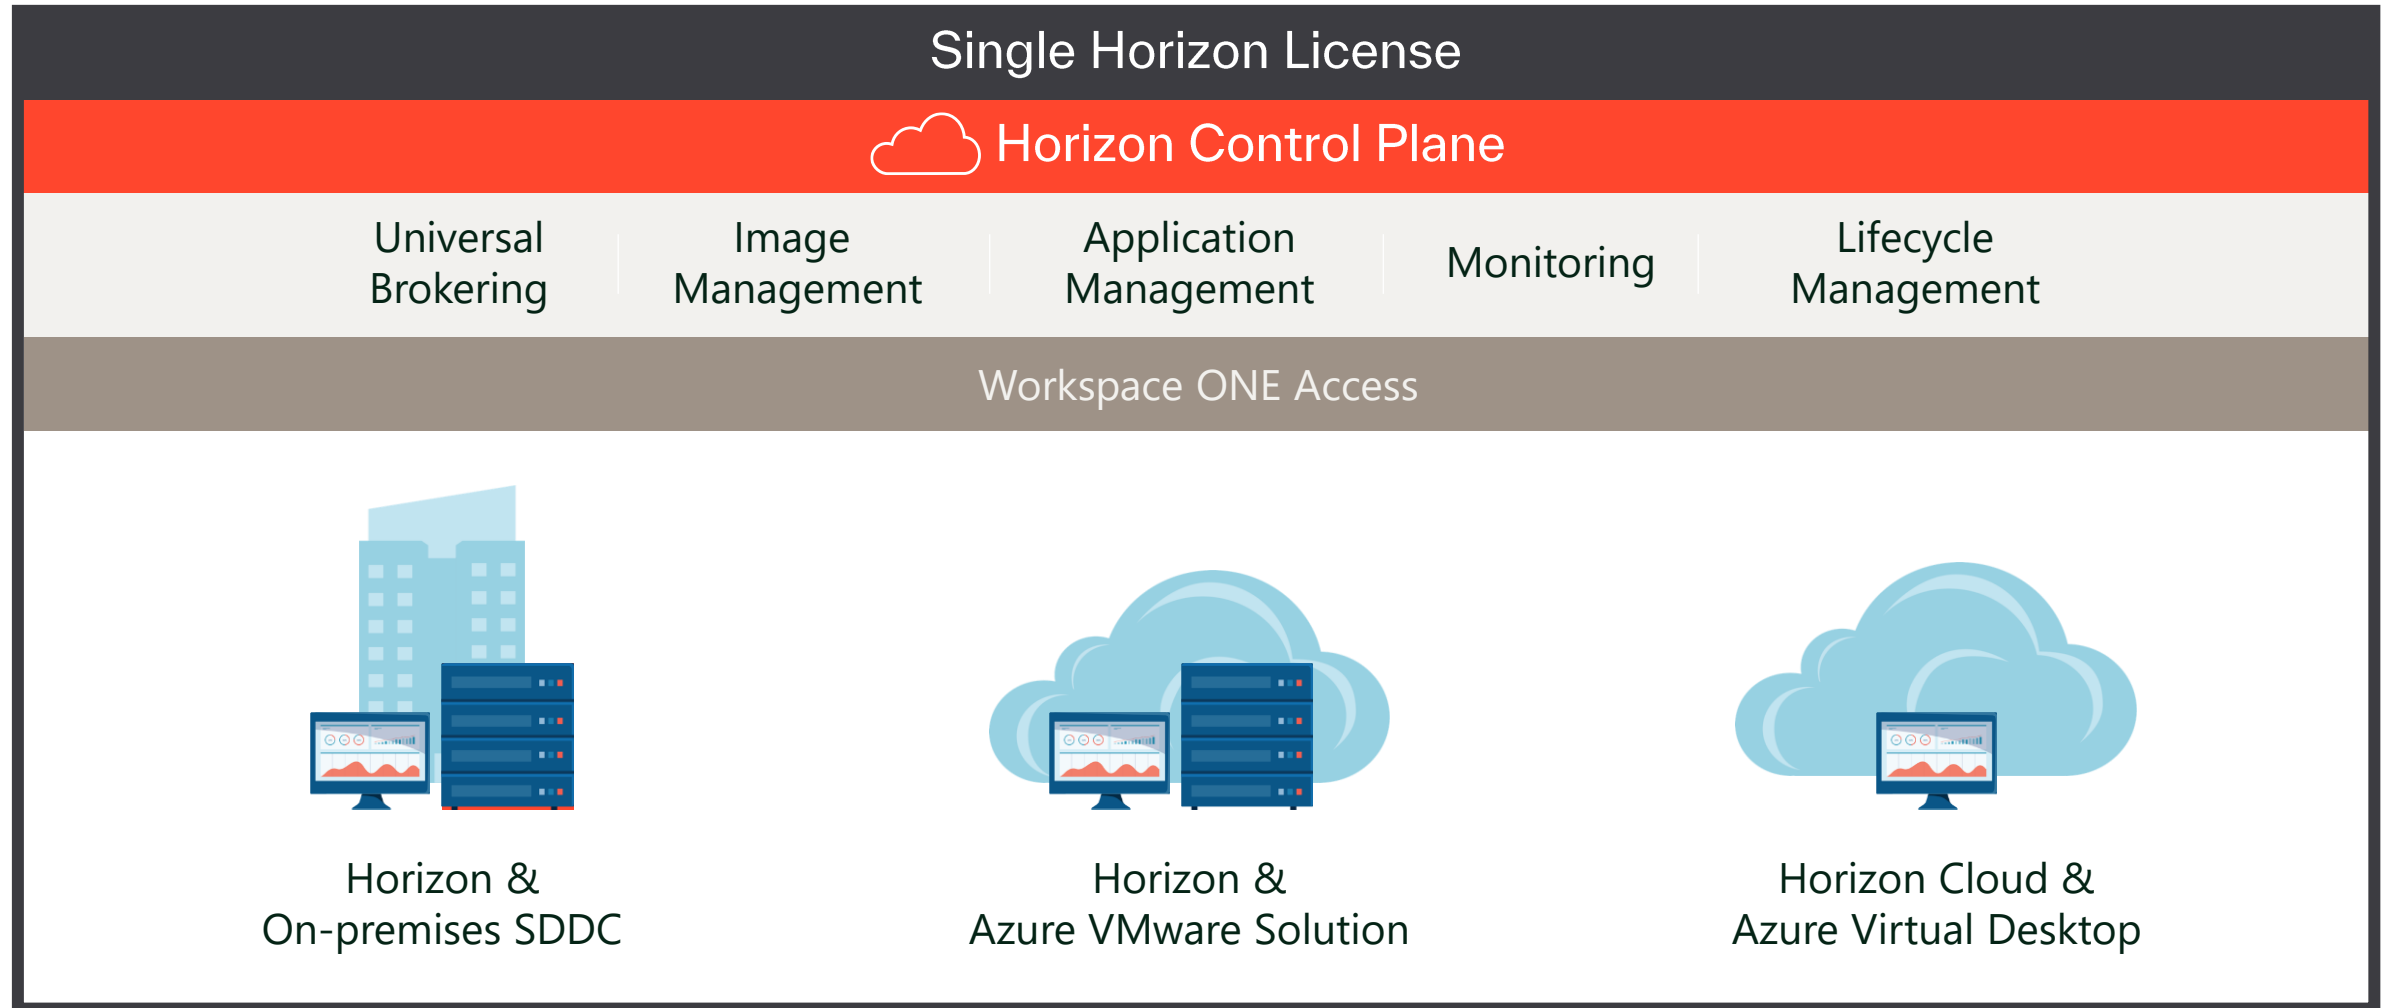 Single Horizon License
Horizon Control Plane
Universal
Brokering
Image
Management
Application
Management
Monitoring
Lifecycle
Management
Workspace ONE Access
Horizon &
On-premises SDDC
Horizon &
Azure VMware Solution
Horizon Cloud &
Azure Virtual Desktop